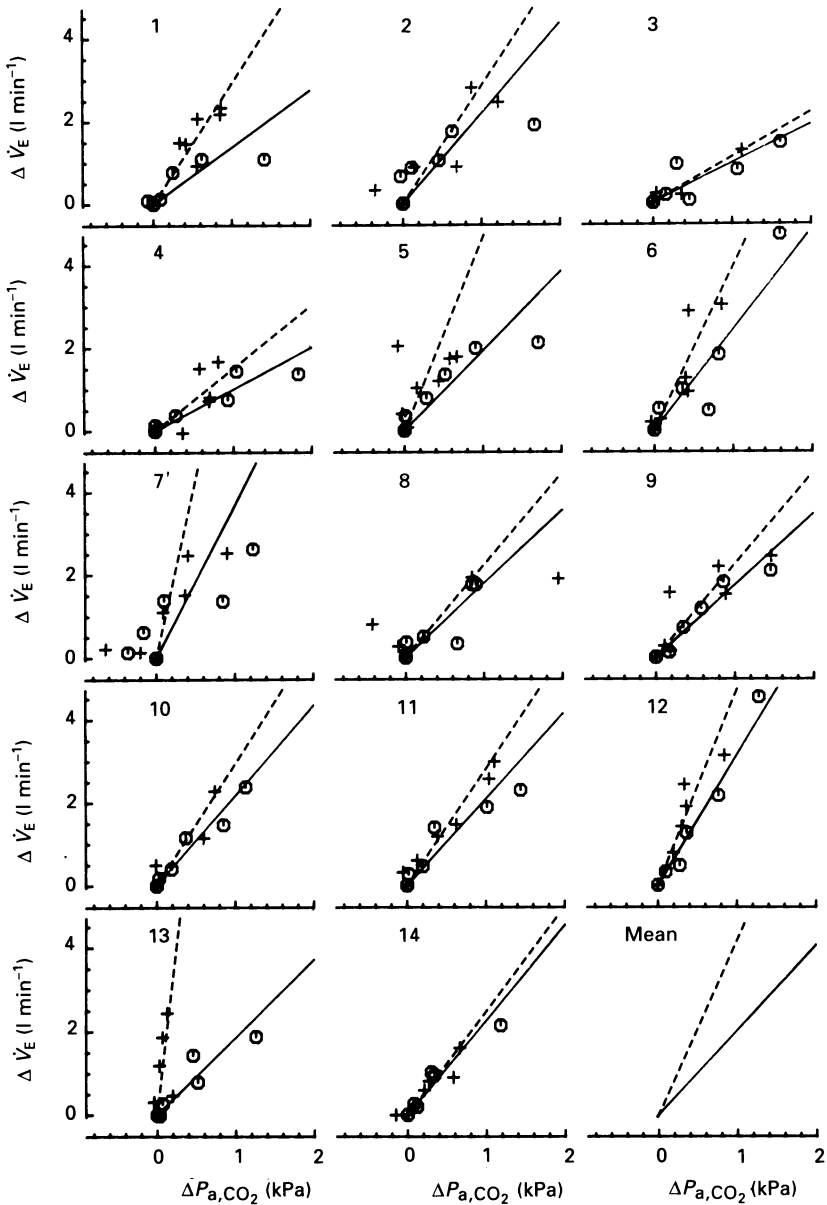 1 2 3
4
2
0
Δ V̇E (l min⁻¹)
4 5 6
4
2
0
Δ V̇E (l min⁻¹)
7' 8 9
4
2
0
Δ V̇E (l min⁻¹)
10 11 12
4
2
0
Δ V̇E (l min⁻¹)
13 14 Mean
4
2
0
Δ V̇E (l min⁻¹)
0 1 2 0 1 2 0 1 2
ΔPa,CO₂ (kPa) ΔPa,CO₂ (kPa) ΔPa,CO₂ (kPa)